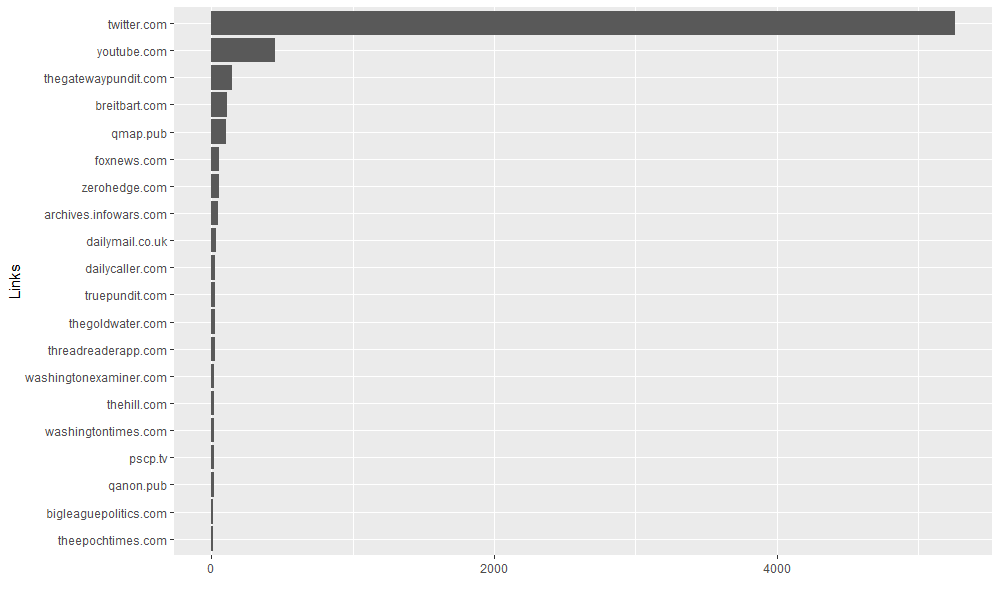 twitter.com
youtube.com
thegatewaypundit.com
breitbart.com
qmap.pub
foxnews.com
zerohedge.com
archives.infowars.com
dailymail.co.uk
dailycaller.com
truepundit.com
thegoldwater.com
threadreaderapp.com
washingtonexaminer.com
thehill.com
washingtontimes.com
pscp.tv
qanon.pub
bigleaguepolitics.com
theepochtimes.com
Links
0 2000 4000